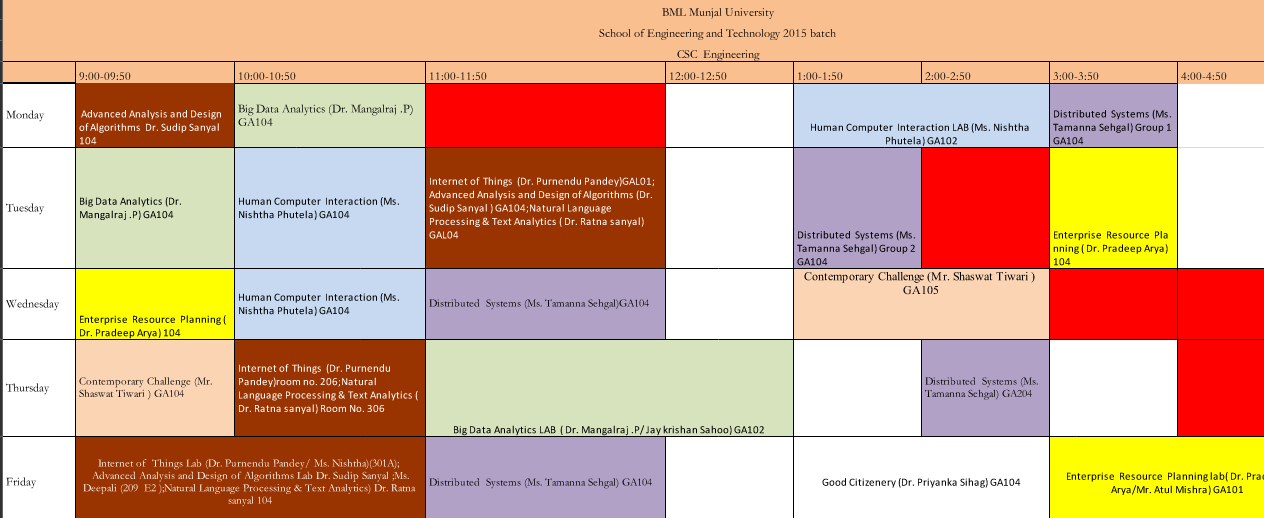 BML Munjal University
School of Engineering and Technology 2015 batch
CSC Engineering
9:00-09:50
10:00-10:50
11:00-11:50
12:00-12:50
1:00-1:50
2:00-2:50
3:00-3:50
4:00-4:50
Monday
Advanced Analysis and Design
of Algorithms Dr. Sudip Sanyal
104
Big Data Analytics (Dr. Mangalraj .P)
GA104
Human Computer Interaction LAB (Ms. Nishtha
Phutela) GA102
Distributed Systems (Ms.
Tamanna Sehgal) Group 1
GA104
Tuesday
Big Data Analytics (Dr.
Mangalraj .P) GA104
Human Computer Interaction (Ms.
Nishtha Phutela) GA104
Internet of Things (Dr. Purnendu Pandey)GAL01;
Advanced Analysis and Design of Algorithms (Dr.
Sudip Sanyal ) GA104;Natural Language
Processing & Text Analytics ( Dr. Ratna sanyal)
GAL04
Distributed Systems (Ms.
Tamanna Sehgal) Group 2
GA104
Enterprise Resource Pla
nning ( Dr. Pradeep Arya)
104
Wednesday
Enterprise Resource Planning (
Dr. Pradeep Arya) 104
Human Computer Interaction (Ms.
Nishtha Phutela) GA104
Distributed Systems (Ms. Tamanna Sehgal)GA104
Contemporary Challenge (Mr. Shaswat Tiwari )
GA105
Thursday
Contemporary Challenge (Mr.
Shaswat Tiwari ) GA104
Internet of Things (Dr. Purnendu
Pandey)room no. 206;Natural
Language Processing & Text Analytics (
Dr. Ratna sanyal) Room No. 306
Big Data Analytics LAB ( Dr. Mangalraj .P/ Jay krishan Sahoo) GA102
Distributed Systems (Ms.
Tamanna Sehgal) GA204
Friday
Internet of Things Lab (Dr. Purnendu Pandey/ Ms. Nishtha)(301A);
Advanced Analysis and Design of Algorithms Lab Dr. Sudip Sanyal ;Ms.
Deepali (209 E2 );Natural Language Processing & Text Analytics) Dr. Ratna
sanyal 104
Distributed Systems (Ms. Tamanna Sehgal) GA104
Good Citizenery (Dr. Priyanka Sihag) GA104
Enterprise Resource Planning lab( Dr. Prad
Arya/Mr. Atul Mishra) GA101